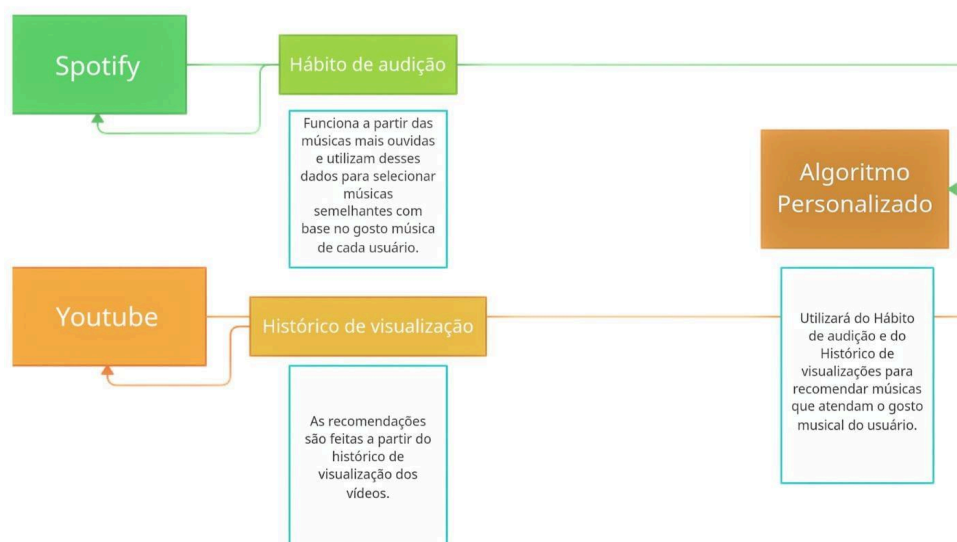 Spotify
Hábito de audição
Funciona a partir das
músicas mais ouvidas
e utilizam desses
dados para selecionar
músicas
semelhantes com
base no gosto música
de cada usuário.
Algoritmo
Personalizado
Youtube
Histórico de visualização
Utilizará do Hábito
de audição e do
Histórico de
visualizações para
recomendar músicas
que atendam o gosto
musical do usuário.
As recomendações
são feitas a partir do
histórico de
visualização dos
vídeos.